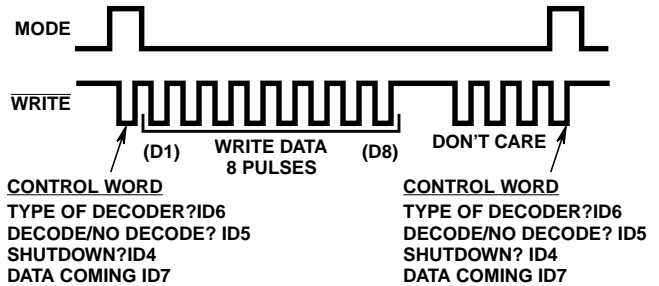 MODE
WRITE
(D1) WRITE DATA (D8) DON'T CARE
8 PULSES
CONTROL WORD
TYPE OF DECODER?ID6
DECODE/NO DECODE? ID5
SHUTDOWN?ID4
DATA COMING ID7
CONTROL WORD
TYPE OF DECODER?ID6
DECODE/NO DECODE? ID5
SHUTDOWN? ID4
DATA COMING ID7